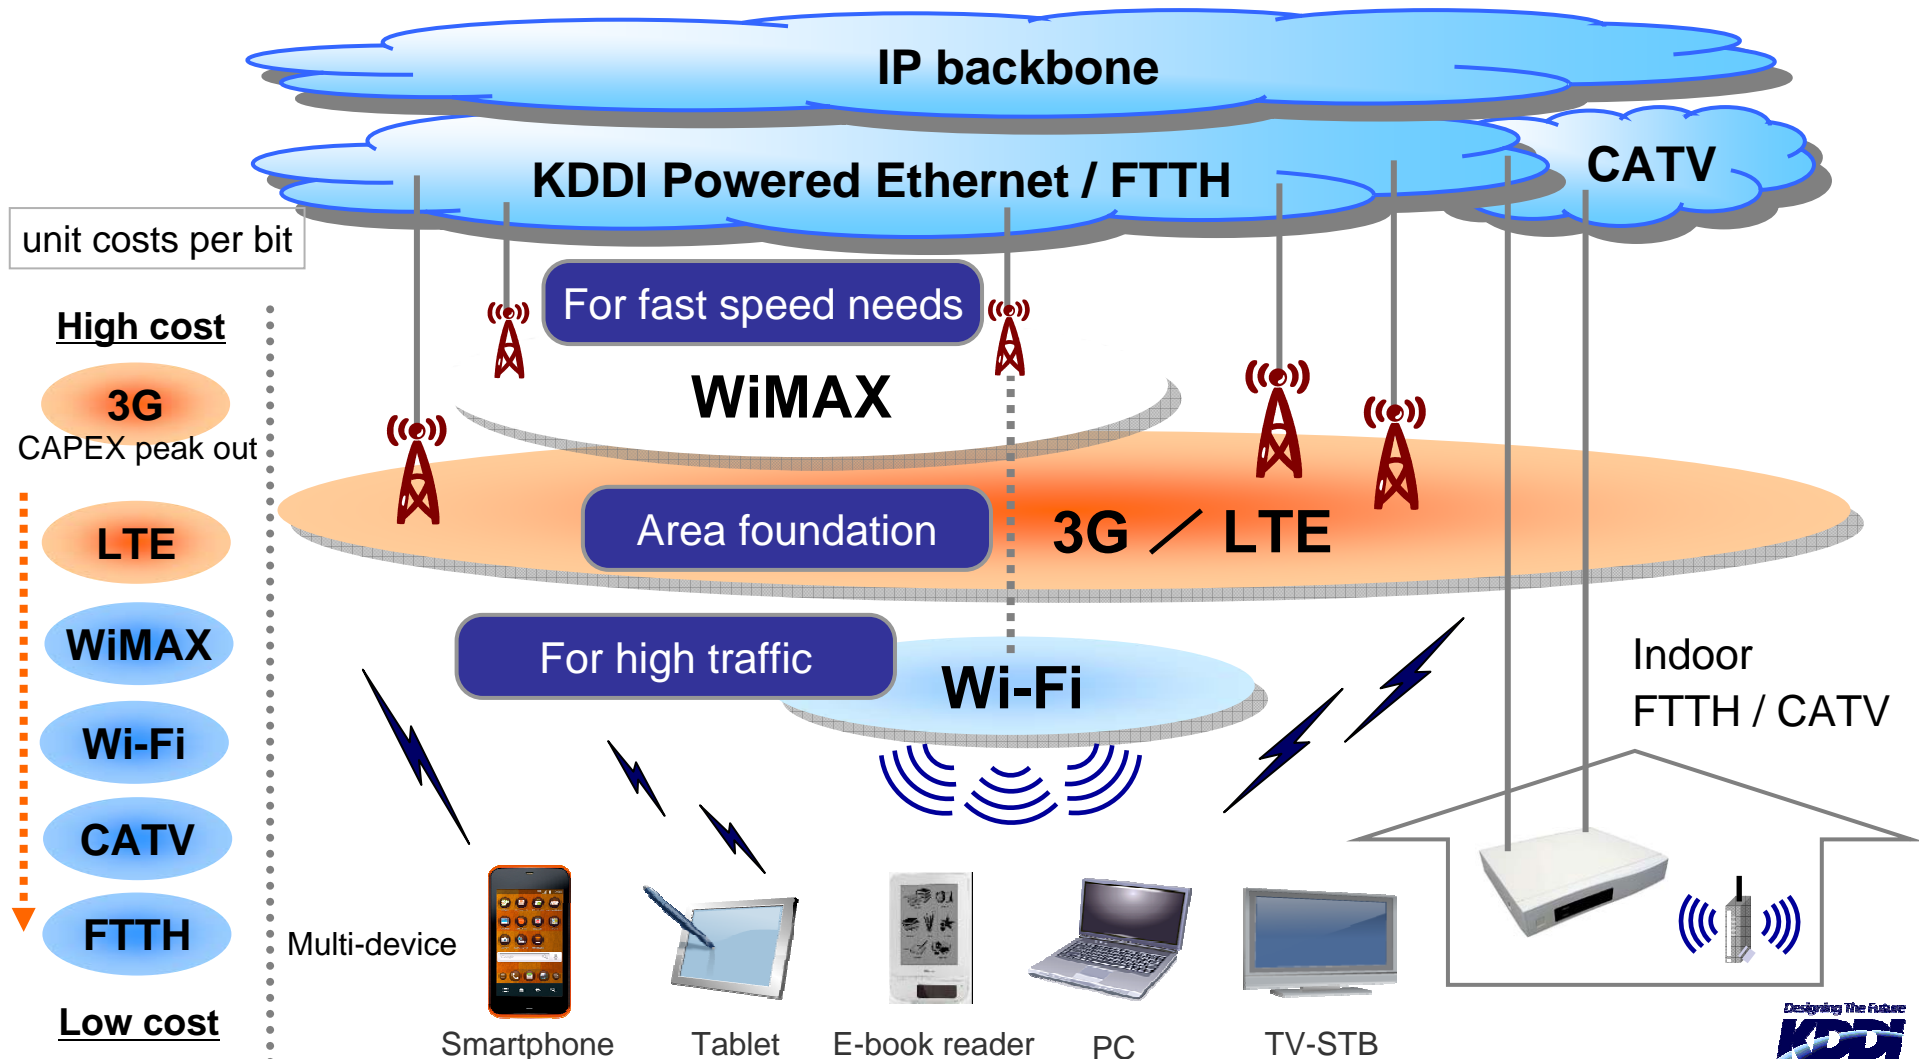 IP backbone
KDDI Powered Ethernet / FTTH
CATV
unit costs per bit
High cost
3G
CAPEX peak out
LTE
WiMAX
Wi-Fi
CATV
FTTH
Low cost
For fast speed needs
WiMAX
Area foundation
3G ／ LTE
For high traffic
Wi-Fi
Indoor
FTTH / CATV
Multi-device
Smartphone
Tablet
E-book reader
PC
TV-STB
Designing The Future
KDDI